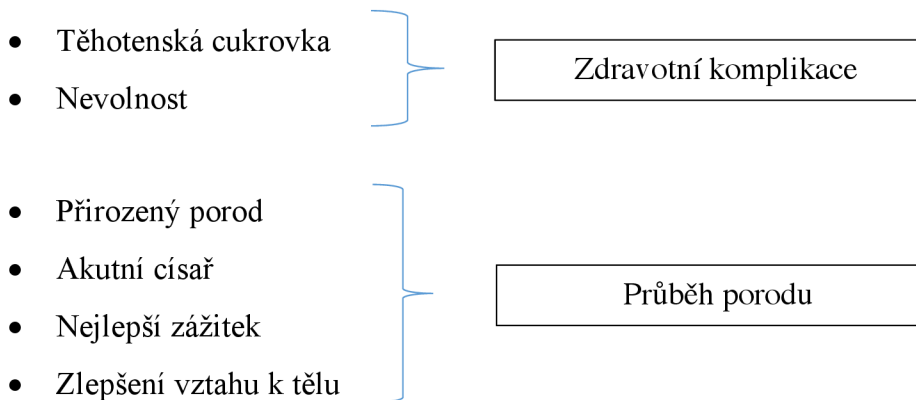 • Těhotenská cukrovka
• Nevolnost
Zdravotní komplikace
• Přirozený porod
• Akutní císař
• Nejlepší zážitek
• Zlepšení vztahu k tělu
Průběh porodu